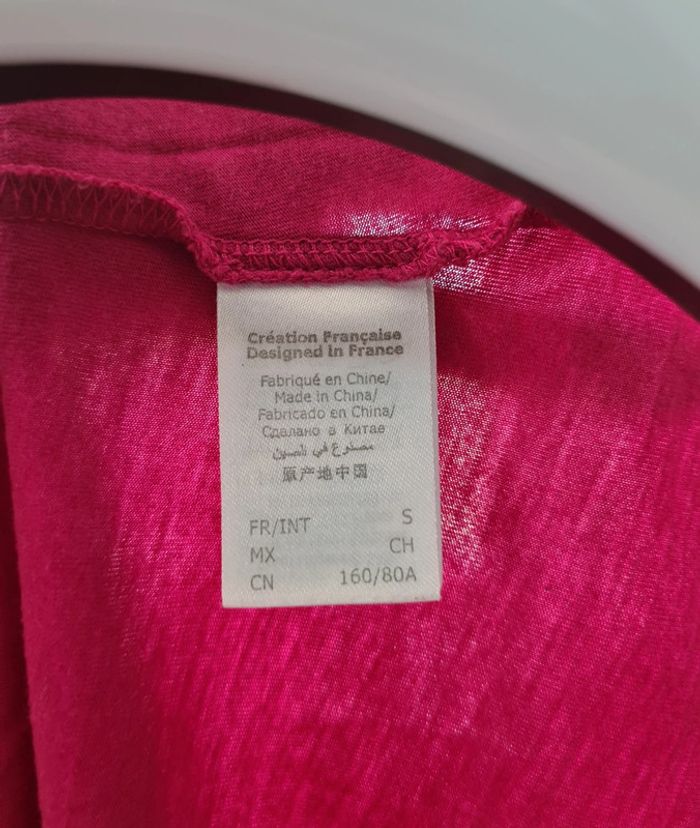 Création Française
Designed in France
Fabriqué en Chine/
Made in China/
Fabricado en China/
Сделано в Китае
مصنوع في الصين
原产地中国
FR/INT S
MX CH
CN 160/80A